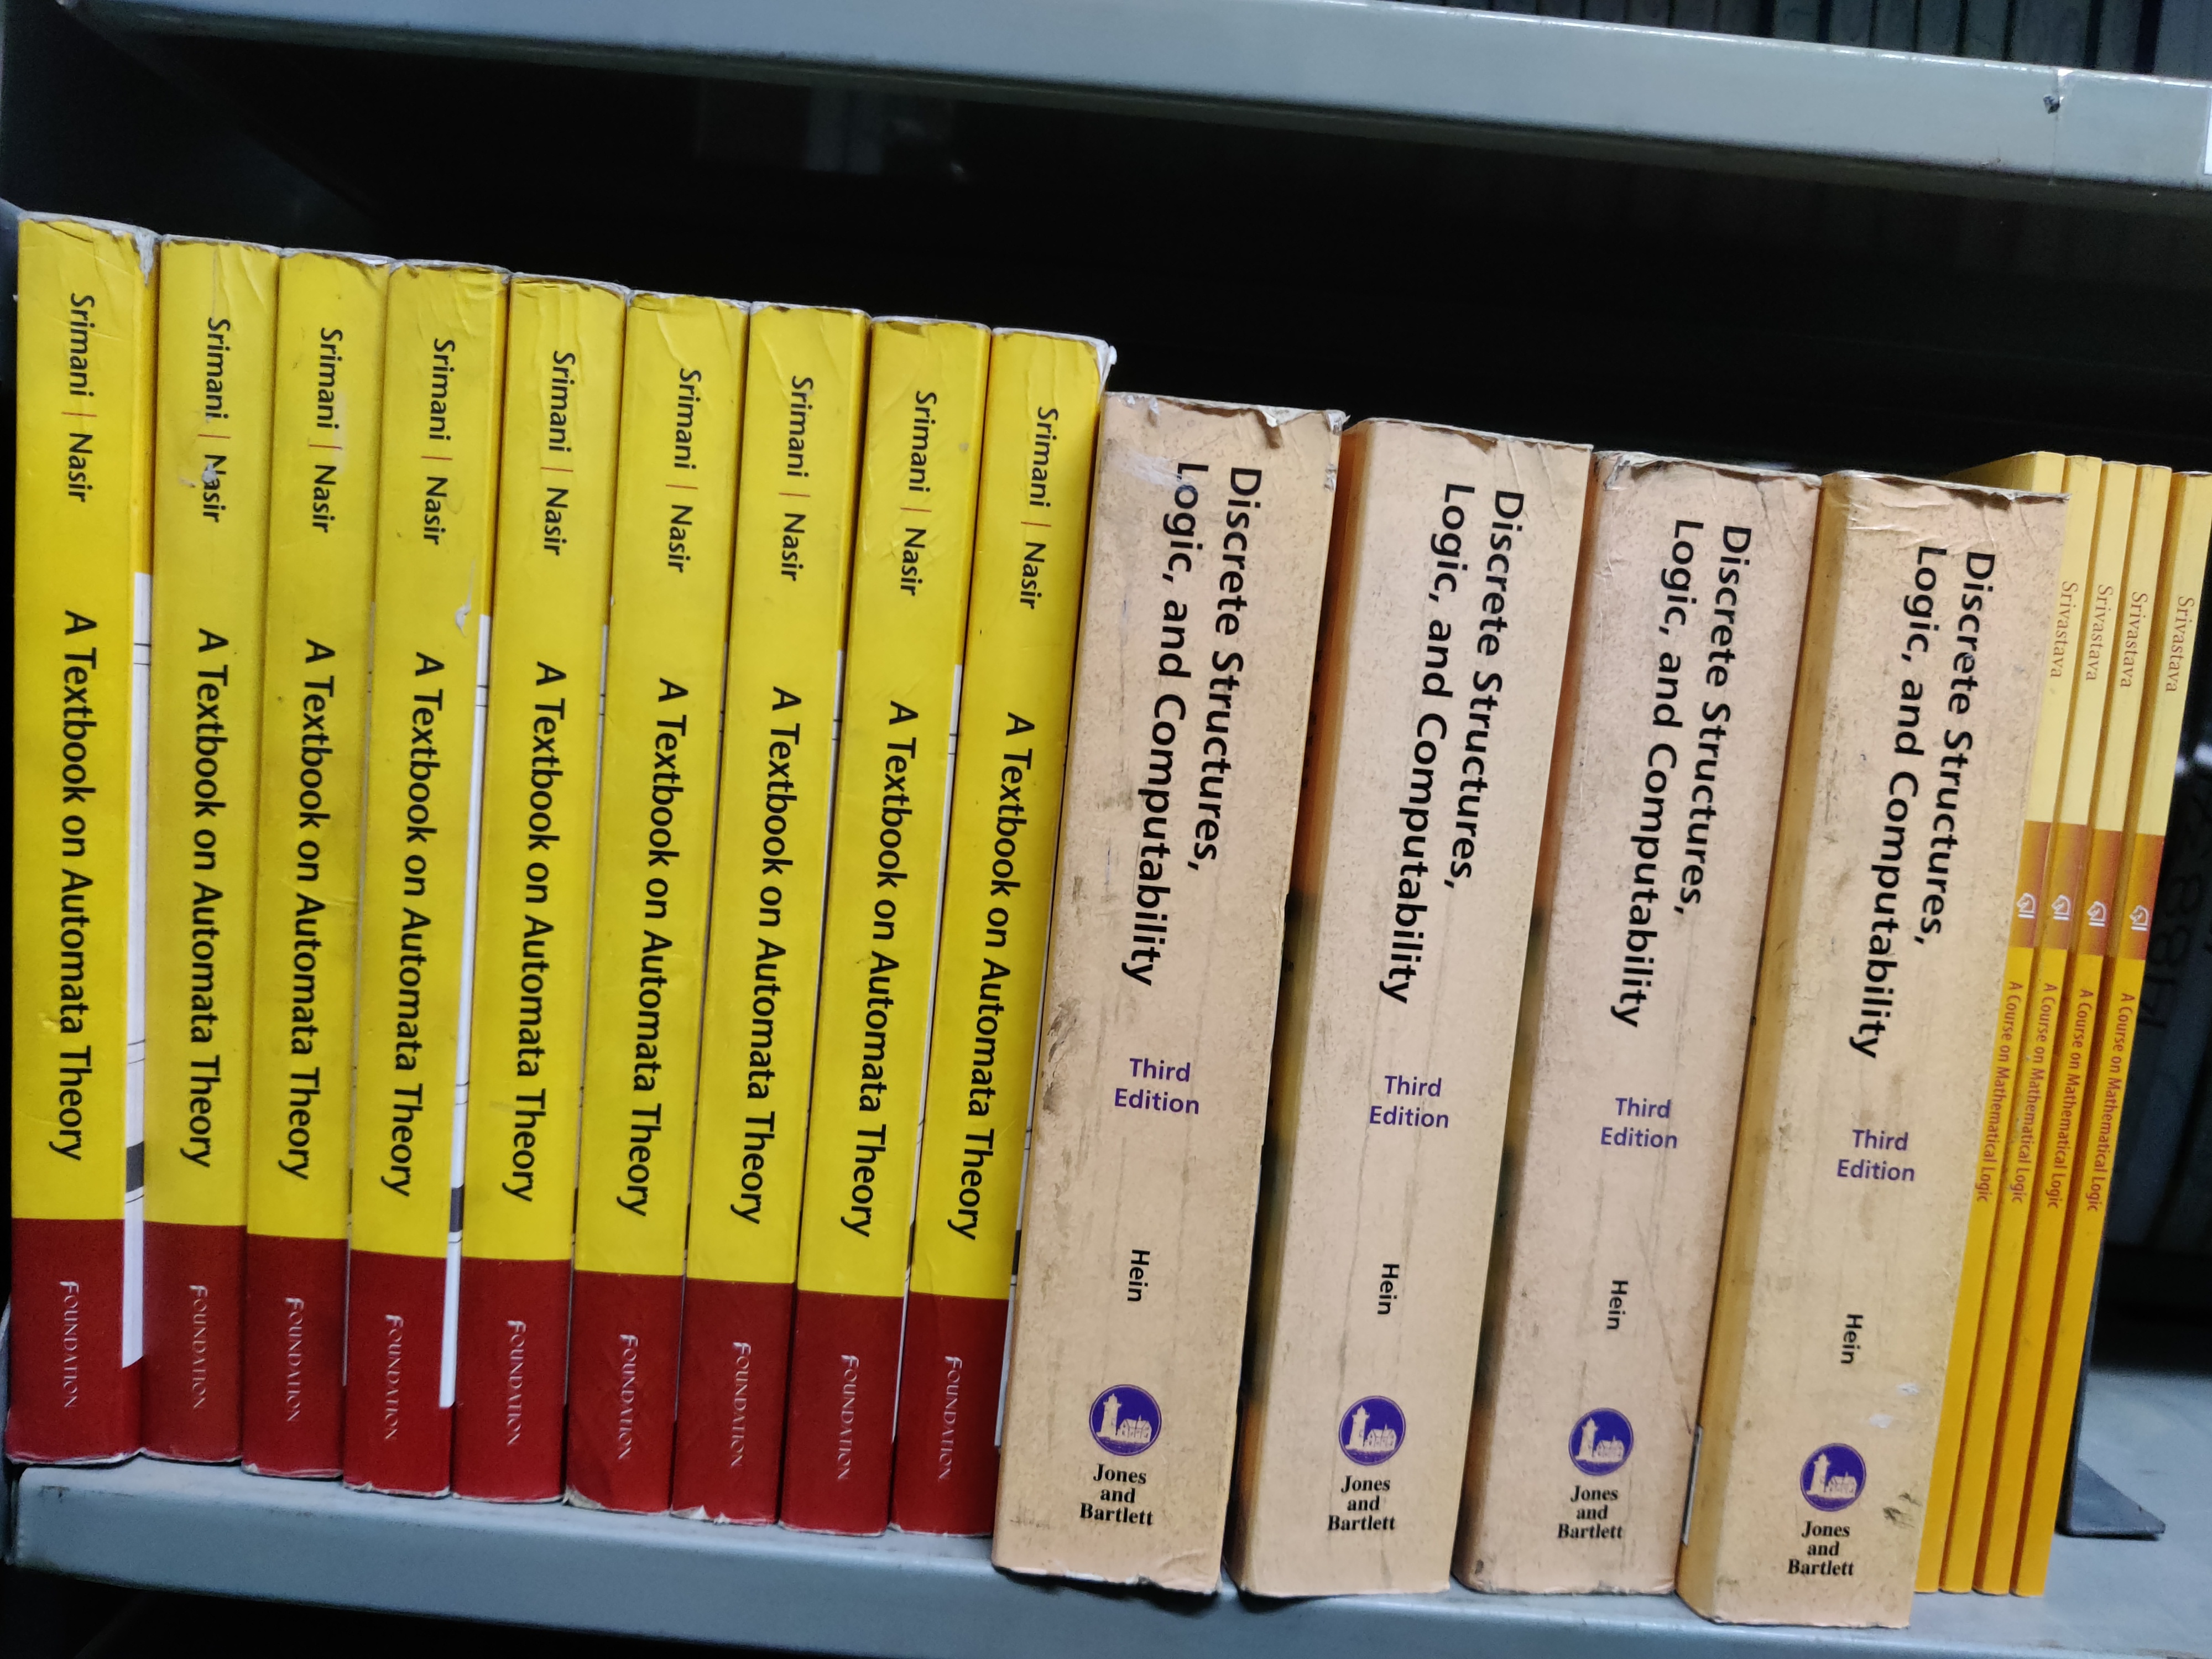 Srimani | Nasir A Textbook on Automata Theory FOUNDATION
Srimani | Nasir A Textbook on Automata Theory FOUNDATION
Srimani | Nasir A Textbook on Automata Theory FOUNDATION
Srimani | Nasir A Textbook on Automata Theory FOUNDATION
Srimani | Nasir A Textbook on Automata Theory FOUNDATION
Srimani | Nasir A Textbook on Automata Theory FOUNDATION
Srimani | Nasir A Textbook on Automata Theory FOUNDATION
Srimani | Nasir A Textbook on Automata Theory FOUNDATION
Srimani | Nasir A Textbook on Automata Theory FOUNDATION
Discrete Structures,
Logic, and Computability
Third
Edition
Hein
Jones
and
Bartlett
Discrete Structures,
Logic, and Computability
Third
Edition
Hein
Jones
and
Bartlett
Discrete Structures,
Logic, and Computability
Third
Edition
Hein
Jones
and
Bartlett
Discrete Structures,
Logic, and Computability
Third
Edition
Hein
Jones
and
Bartlett
Srivastava A Course on Mathematical Logic
Srivastava A Course on Mathematical Logic
Srivastava A Course on Mathematical Logic
Srivastava A Course on Mathematical Logic